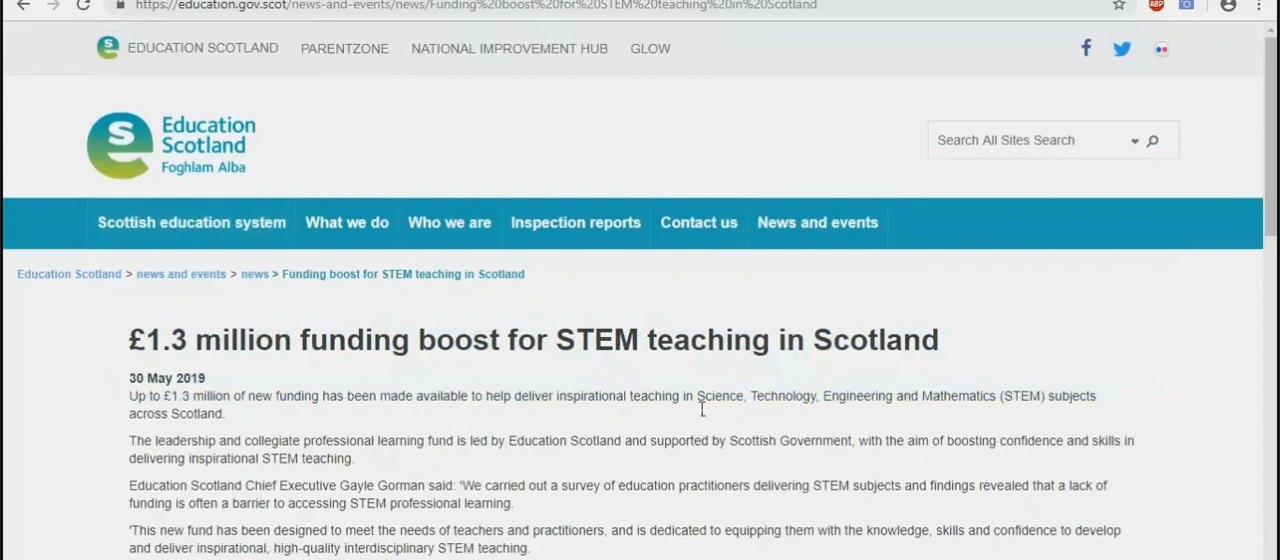 https://education.gov.scot/news-and-events/news/Funding%20boost%20for%20STEM%20teaching%20in%20Scotland
ABP
EDUCATION SCOTLAND PARENTZONE NATIONAL IMPROVEMENT HUB GLOW
Education
Scotland
Foghlam Alba
Search All Sites Search
Scottish education system What we do Who we are Inspection reports Contact us News and events
Education Scotland > news and events > news > Funding boost for STEM teaching in Scotland
£1.3 million funding boost for STEM teaching in Scotland
30 May 2019
Up to £1.3 million of new funding has been made available to help deliver inspirational teaching in Science, Technology, Engineering and Mathematics (STEM) subjects
across Scotland.
The leadership and collegiate professional learning fund is led by Education Scotland and supported by Scottish Government, with the aim of boosting confidence and skills in
delivering inspirational STEM teaching.
Education Scotland Chief Executive Gayle Gorman said: 'We carried out a survey of education practitioners delivering STEM subjects and findings revealed that a lack of
funding is often a barrier to accessing STEM professional learning.
'This new fund has been designed to meet the needs of teachers and practitioners, and is dedicated to equipping them with the knowledge, skills and confidence to develop
and deliver inspirational, high-quality interdisciplinary STEM teaching.